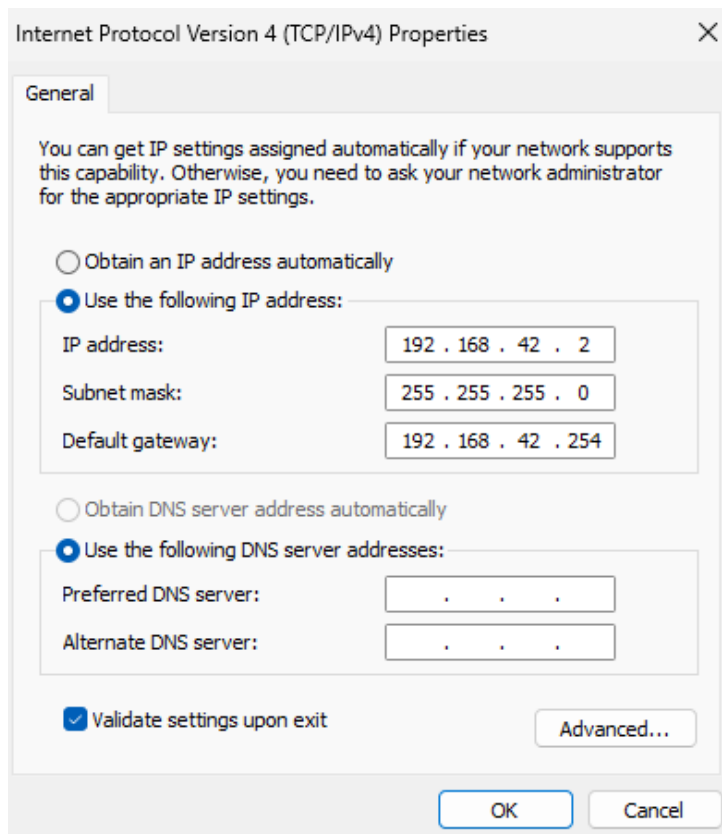 Internet Protocol Version 4 (TCP/IPv4) Properties
General
You can get IP settings assigned automatically if your network supports
this capability. Otherwise, you need to ask your network administrator
for the appropriate IP settings.
Obtain an IP address automatically
Use the following IP address:
IP address: 192 . 168 . 42 . 2
Subnet mask: 255 . 255 . 255 . 0
Default gateway: 192 . 168 . 42 . 254
Obtain DNS server address automatically
Use the following DNS server addresses:
Preferred DNS server: . . .
Alternate DNS server: . . .
Validate settings upon exit
Advanced...
OK Cancel